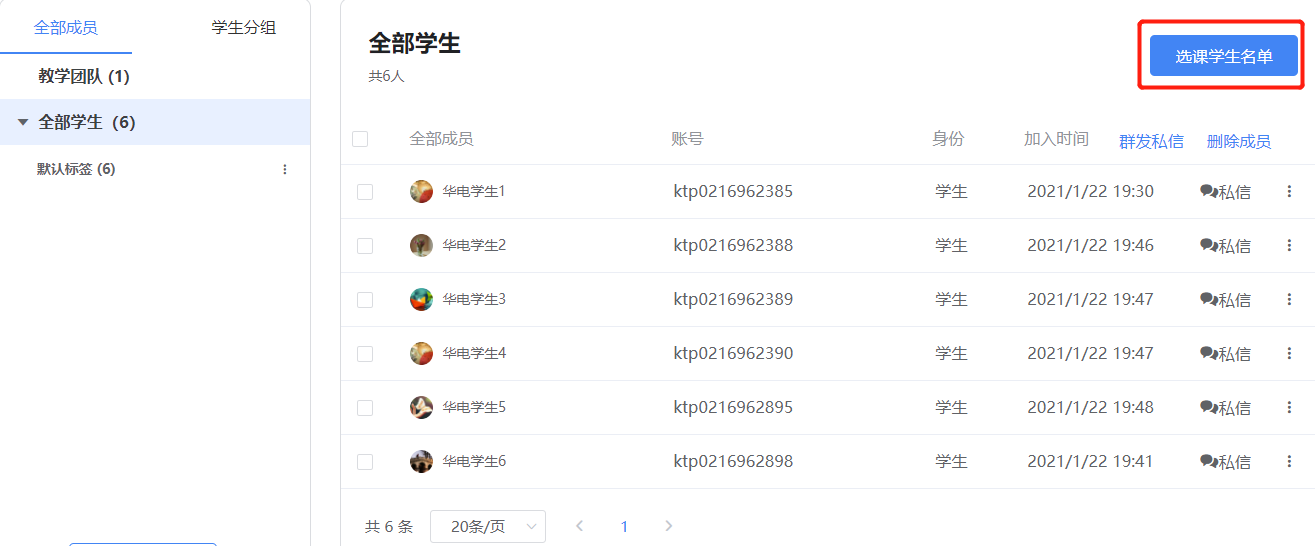 全部成员 学生分组
教学团队 (1)
全部学生（6）
默认标签 (6)
全部学生
共6人
选课学生名单
全部成员 账号 身份 加入时间 群发私信 删除成员
华电学生1 ktp0216962385 学生 2021/1/22 19:30 私信
华电学生2 ktp0216962388 学生 2021/1/22 19:46 私信
华电学生3 ktp0216962389 学生 2021/1/22 19:47 私信
华电学生4 ktp0216962390 学生 2021/1/22 19:47 私信
华电学生5 ktp0216962895 学生 2021/1/22 19:48 私信
华电学生6 ktp0216962898 学生 2021/1/22 19:41 私信
共 6 条 20条/页 1